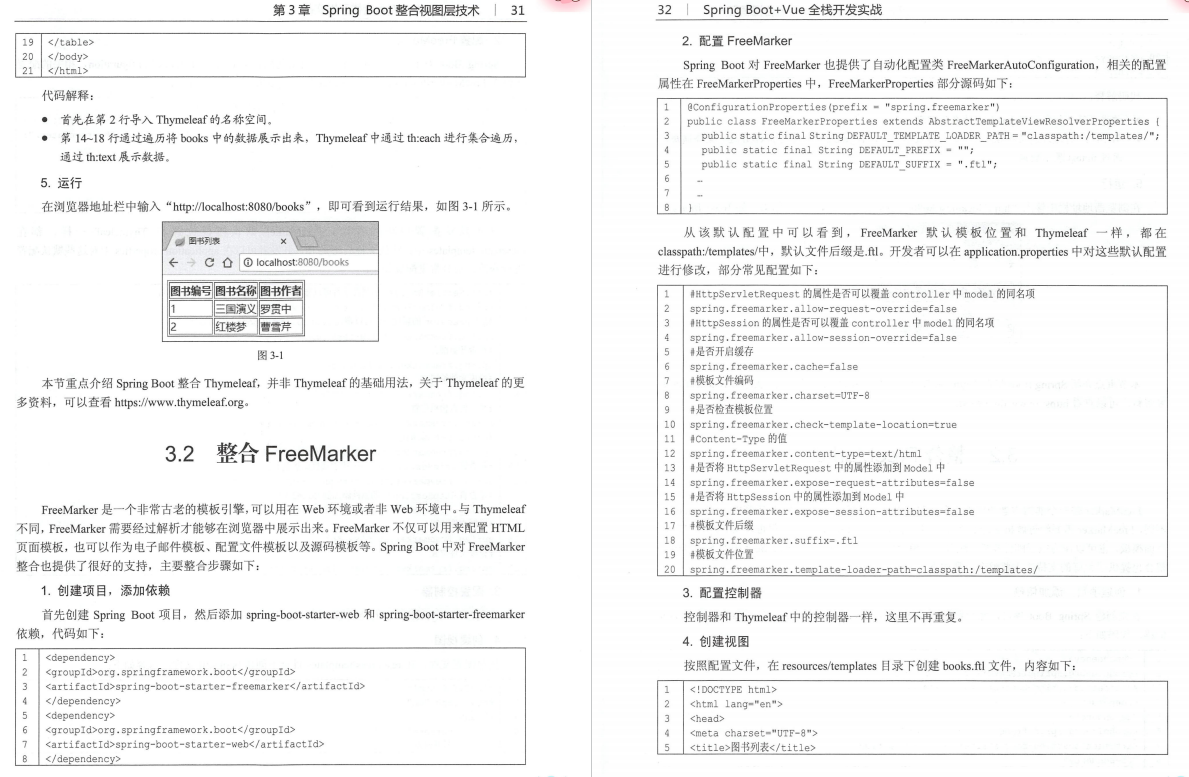 第 3 章 Spring Boot 整合视图层技术 | 31
19 </table>
20 </body>
21 </html>
代码解释：
● 首先在第 2 行导入 Thymeleaf 的名称空间。
● 第 14~18 行通过遍历将 books 中的数据展示出来，Thymeleaf 中通过 th:each 进行集合遍历，
通过 th:text 展示数据。
5. 运行
在浏览器地址栏中输入“http://localhost:8080/books”，即可看到运行结果，如图 3-1 所示。
图书列表 ×
localhost:8080/books
图书编号 图书名称 图书作者
1 三国演义 罗贯中
2 红楼梦 曹雪芹
图 3-1
本节重点介绍 Spring Boot 整合 Thymeleaf，并非 Thymeleaf 的基础用法，关于 Thymeleaf 的更
多资料，可以查看 https://www.thymeleaf.org。
3.2 整合 FreeMarker
FreeMarker 是一个非常古老的模板引擎，可以用在 Web 环境或者非 Web 环境中。与 Thymeleaf
不同，FreeMarker 需要经过解析才能够在浏览器中展示出来。FreeMarker 不仅可以用来配置 HTML
页面模板，也可以作为电子邮件模板、配置文件模板以及源码模板等。Spring Boot 中对 FreeMarker
整合也提供了很好的支持，主要整合步骤如下：
1. 创建项目，添加依赖
首先创建 Spring Boot 项目，然后添加 spring-boot-starter-web 和 spring-boot-starter-freemarker
依赖，代码如下：
1 <dependency>
2 <groupId>org.springframework.boot</groupId>
3 <artifactId>spring-boot-starter-freemarker</artifactId>
4 </dependency>
5 <dependency>
6 <groupId>org.springframework.boot</groupId>
7 <artifactId>spring-boot-starter-web</artifactId>
8 </dependency>
32 | Spring Boot+Vue 全栈开发实战
2. 配置 FreeMarker
Spring Boot 对 FreeMarker 也提供了自动化配置类 FreeMarkerAutoConfiguration，相关的配置
属性在 FreeMarkerProperties 中，FreeMarkerProperties 部分源码如下：
1 @ConfigurationProperties(prefix = "spring.freemarker")
2 public class FreeMarkerProperties extends AbstractTemplateViewResolverProperties {
3 public static final String DEFAULT_TEMPLATE_LOADER_PATH = "classpath:/templates/";
4 public static final String DEFAULT_PREFIX = "";
5 public static final String DEFAULT_SUFFIX = ".ftl";
6 …
7 …
8 }
从该默认配置中可以看到，FreeMarker 默认模板位置和 Thymeleaf 一样，都在
classpath:/templates/中，默认文件后缀是.ftl。开发者可以在 application.properties 中对这些默认配置
进行修改，部分常见配置如下：
1 #HttpServletRequest 的属性是否可以覆盖 controller 中 model 的同名项
2 spring.freemarker.allow-request-override=false
3 #HttpSession 的属性是否可以覆盖 controller 中 model 的同名项
4 spring.freemarker.allow-session-override=false
5 #是否开启缓存
6 spring.freemarker.cache=false
7 #模板文件编码
8 spring.freemarker.charset=UTF-8
9 #是否检查模板位置
10 spring.freemarker.check-template-location=true
11 #Content-Type 的值
12 spring.freemarker.content-type=text/html
13 #是否将 HttpServletRequest 中的属性添加到 Model 中
14 spring.freemarker.expose-request-attributes=false
15 #是否将 HttpSession 中的属性添加到 Model 中
16 spring.freemarker.expose-session-attributes=false
17 #模板文件后缀
18 spring.freemarker.suffix=.ftl
19 #模板文件位置
20 spring.freemarker.template-loader-path=classpath:/templates/
3. 配置控制器
控制器和 Thymeleaf 中的控制器一样，这里不再重复。
4. 创建视图
按照配置文件，在 resources/templates 目录下创建 books.ftl 文件，内容如下：
1 <!DOCTYPE html>
2 <html lang="en">
3 <head>
4 <meta charset="UTF-8">
5 <title>图书列表</title>